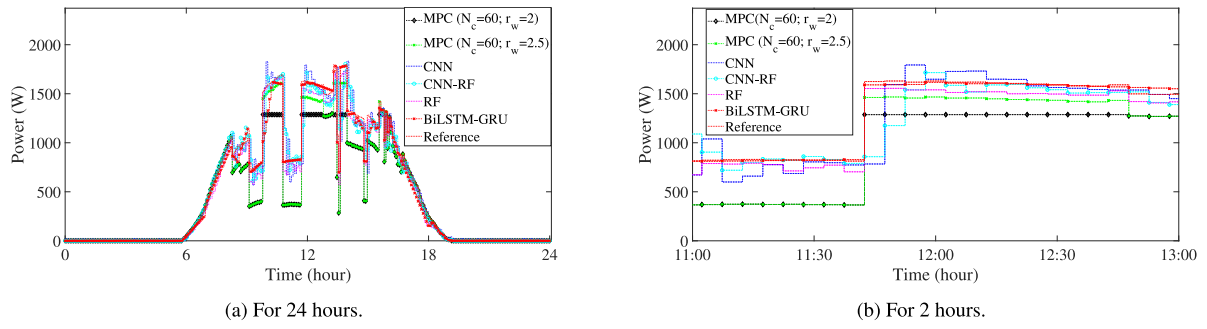 2000
1500
1000
500
0
Power (W)
0 6 12 18 24
Time (hour)
MPC (N_c=60; r_w=2)
MPC (N_c=60; r_w=2.5)
CNN
CNN-RF
RF
BiLSTM-GRU
Reference
(a) For 24 hours.
2000
1500
1000
500
0
Power (W)
11:00 11:30 12:00 12:30 13:00
Time (hour)
MPC (N_c=60; r_w=2)
MPC (N_c=60; r_w=2.5)
CNN
CNN-RF
RF
BiLSTM-GRU
Reference
(b) For 2 hours.